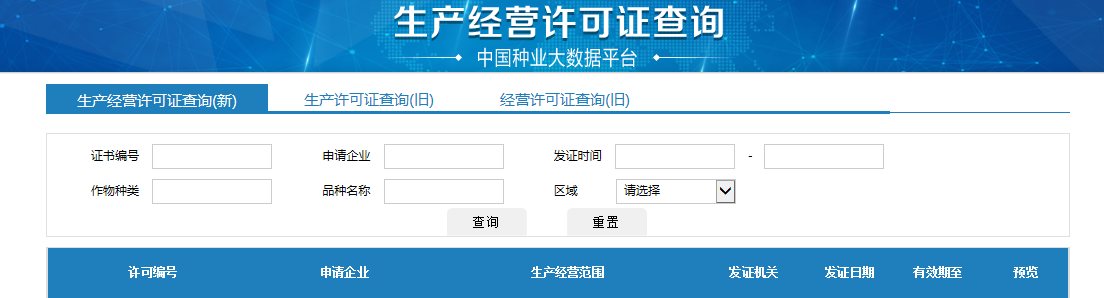 生产经营许可证查询
中国种业大数据平台
生产经营许可证查询(新) 生产许可证查询(旧) 经营许可证查询(旧)
证书编号 申请企业 发证时间 -
作物种类 品种名称 区域 请选择
查询 重置
许可编号 申请企业 生产经营范围 发证机关 发证日期 有效期至 预览